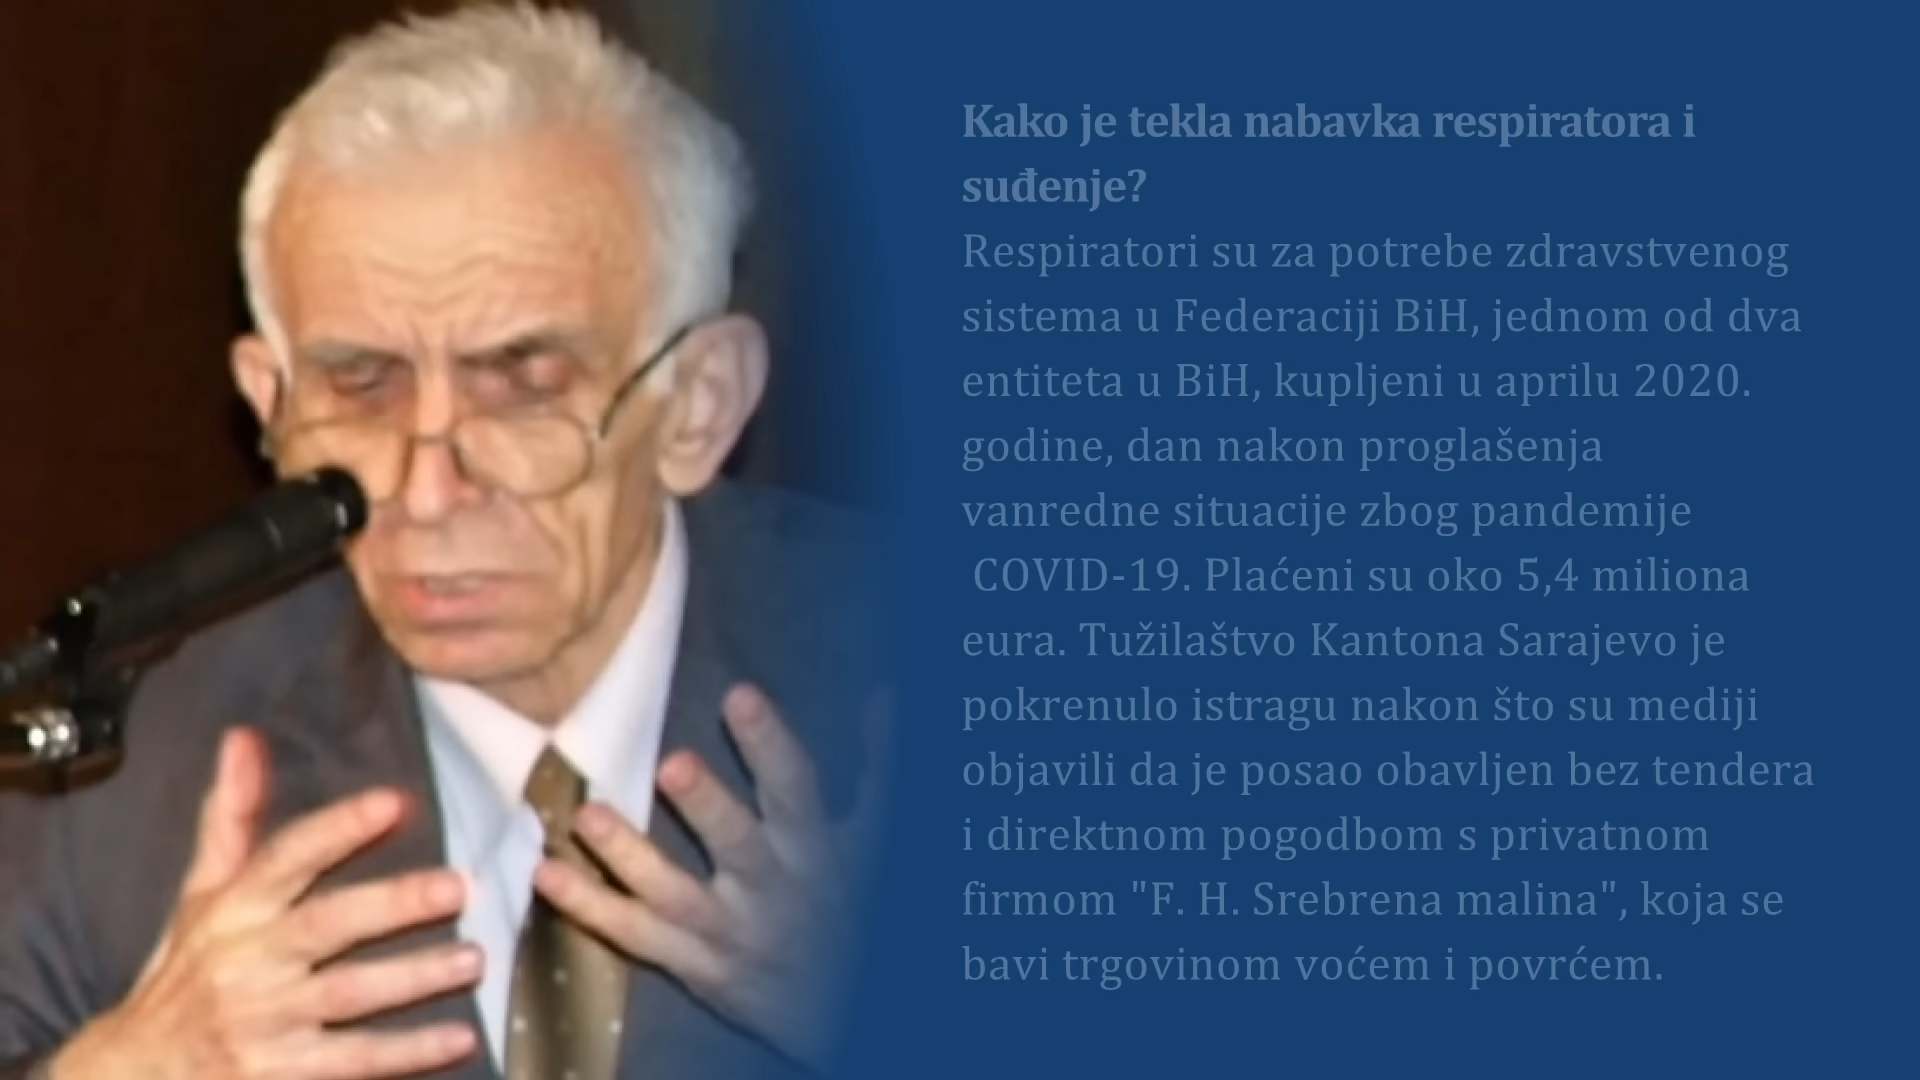 Kako je tekla nabavka respiratora i
suđenje?
Respiratori su za potrebe zdravstvenog
sistema u Federaciji BiH, jednom od dva
entiteta u BiH, kupljeni u aprilu 2020.
godine, dan nakon proglašenja
vanredne situacije zbog pandemije
COVID-19. Plaćeni su oko 5,4 miliona
eura. Tužilaštvo Kantona Sarajevo je
pokrenulo istragu nakon što su mediji
objavili da je posao obavljen bez tendera
i direktnom pogodbom s privatnom
firmom "F. H. Srebrena malina", koja se
bavi trgovinom voćem i povrćem.